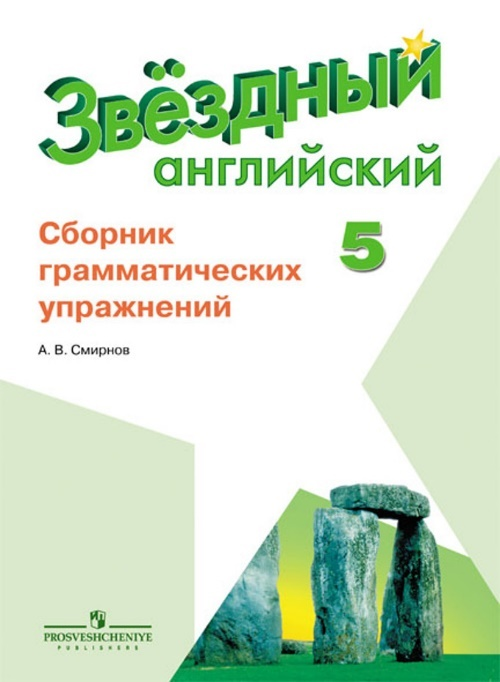 Звёздный
английский
5
Сборник
грамматических
упражнений
А. В. Смирнов
PROSVESHCHENIYE
PUBLISHERS